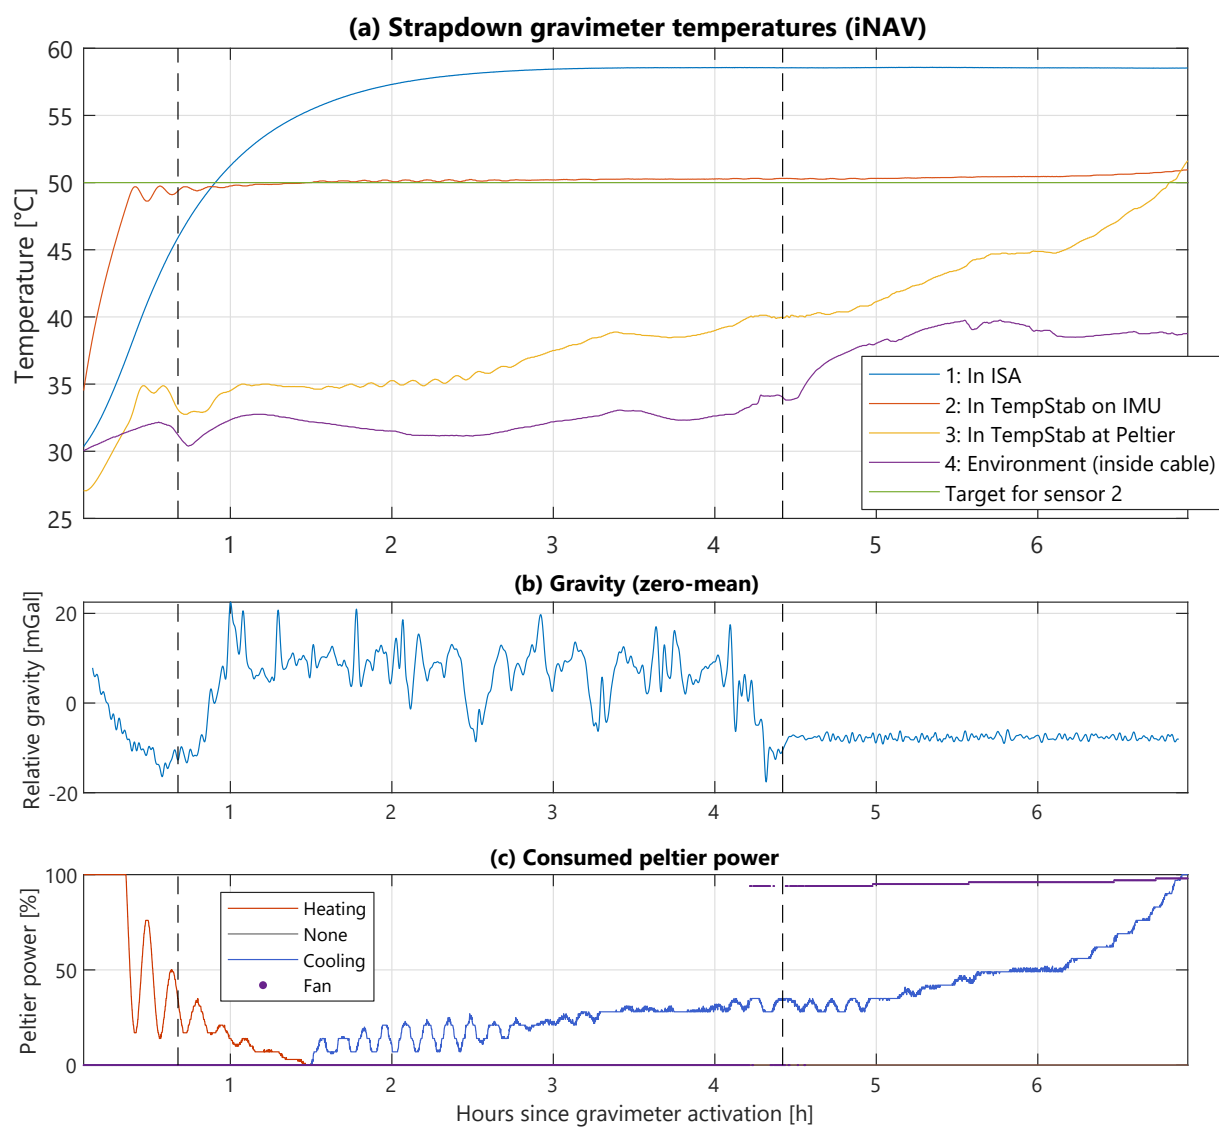 (a) Strapdown gravimeter temperatures (iNAV)
Temperature [°C]
60
55
50
45
40
35
30
25
1 2 3 4 5 6
1: In ISA
2: In TempStab on IMU
3: In TempStab at Peltier
4: Environment (inside cable)
Target for sensor 2
(b) Gravity (zero-mean)
Relative gravity [mGal]
20
0
-20
1 2 3 4 5 6
(c) Consumed peltier power
Peltier power [%]
100
50
0
Heating
None
Cooling
Fan
1 2 3 4 5 6
Hours since gravimeter activation [h]